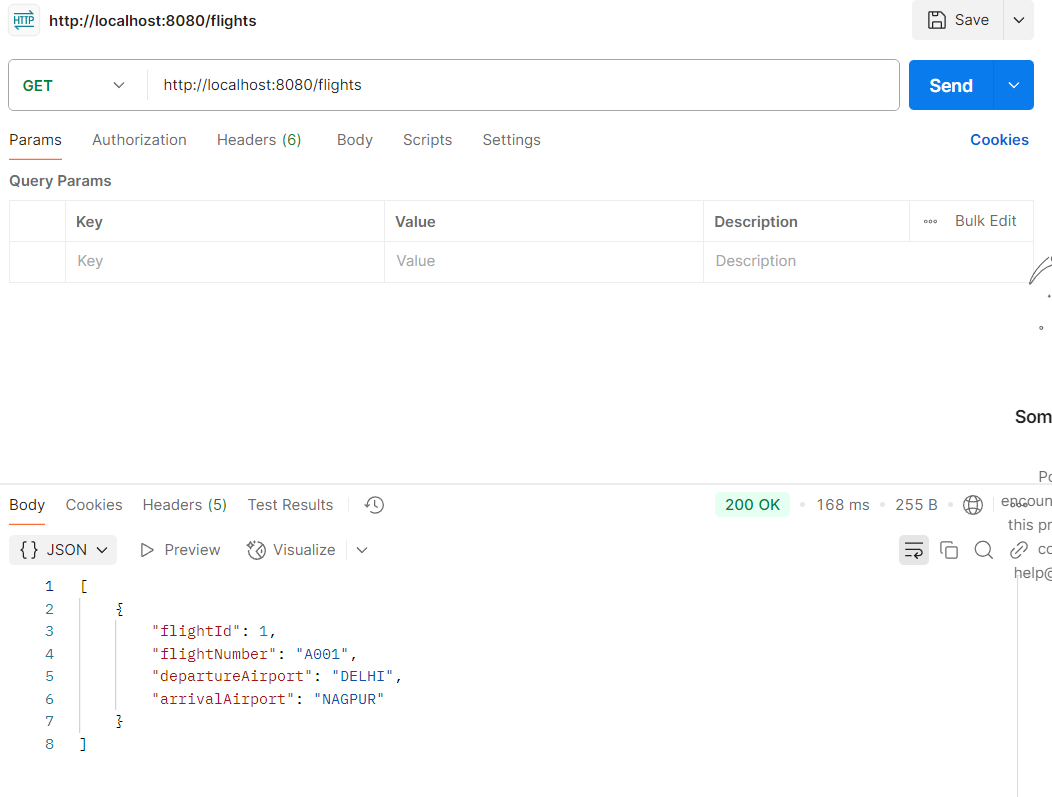 HTTP http://localhost:8080/flights Save
GET http://localhost:8080/flights Send
Params Authorization Headers (6) Body Scripts Settings Cookies
Query Params
Key Value Description Bulk Edit
Key Value Description
Som
Body Cookies Headers (5) Test Results 200 OK 168 ms 255 B
encoun
this pr
{} JSON Preview Visualize
help@
1 [
2 {
3 "flightId": 1,
4 "flightNumber": "A001",
5 "departureAirport": "DELHI",
6 "arrivalAirport": "NAGPUR"
7 }
8 ]